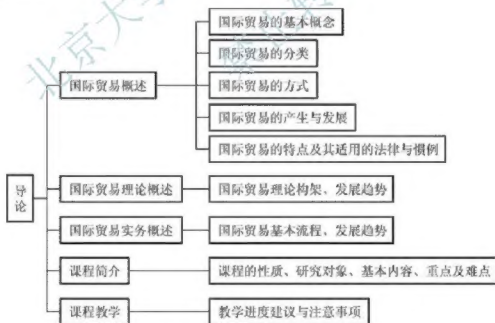 北京大学
国际贸易的基本概念
国际贸易的分类
国际贸易概述
国际贸易的方式
国际贸易的产生与发展
国际贸易的特点及其适用的法律与惯例
导论
国际贸易理论概述
国际贸易理论构架、发展趋势
国际贸易实务概述
国际贸易基本流程、发展趋势
课程简介
课程的性质、研究对象、基本内容、重点及难点
课程教学
教学进度建议与注意事项